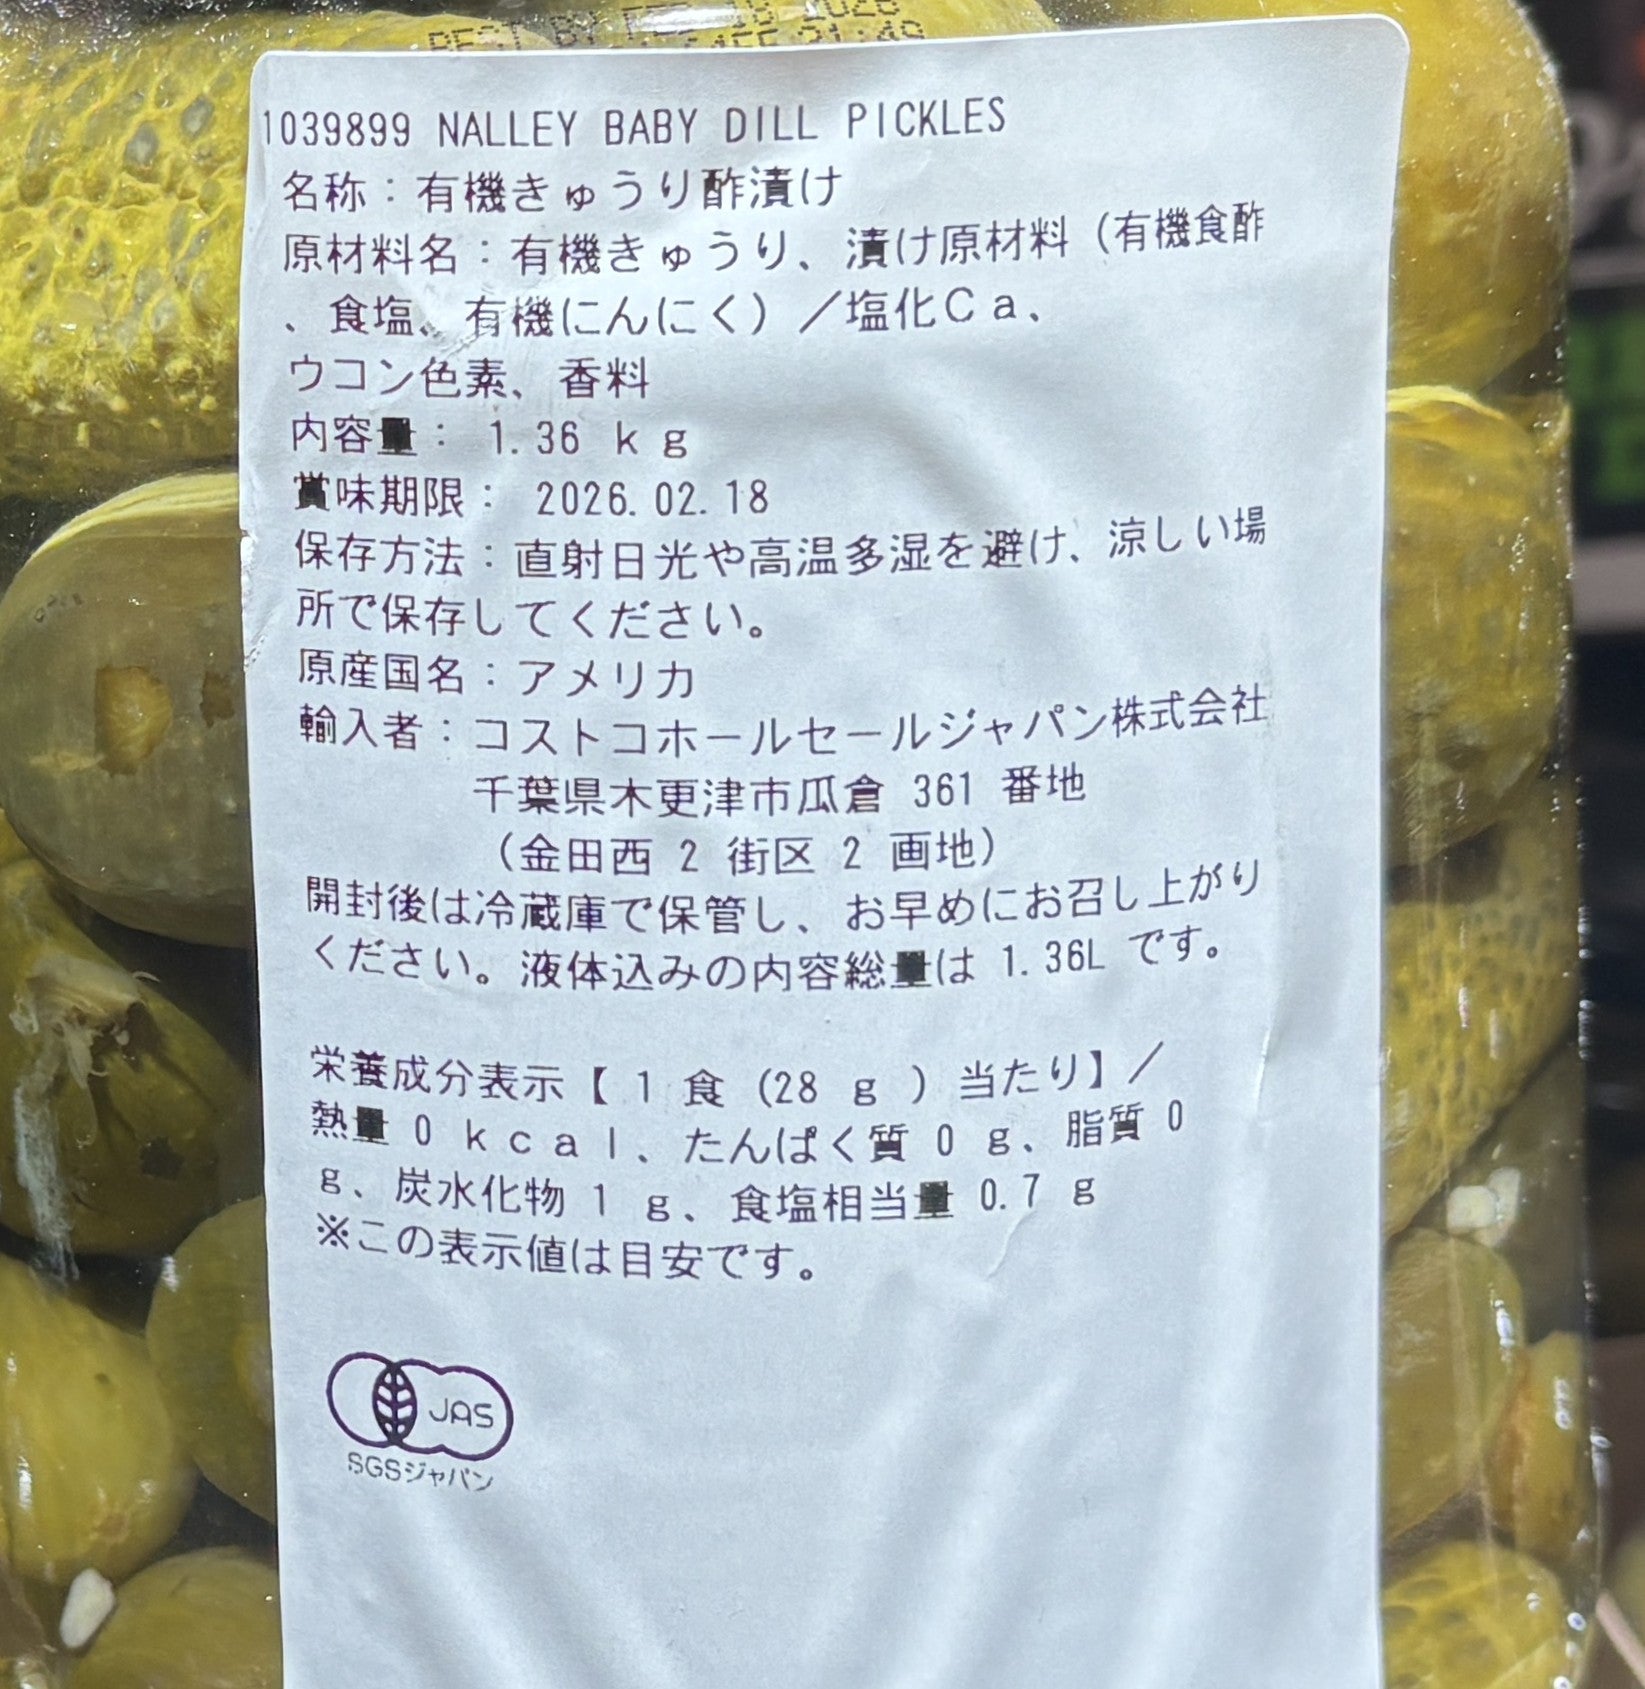 BEST BY FEB 18 2026
21:49
1039899 NALLEY BABY DILL PICKLES
名称：有機きゅうり酢漬け
原材料名：有機きゅうり、漬け原材料（有機食酢
、食塩、有機にんにく）／塩化Ｃａ、
ウコン色素、香料
内容量： 1.36 ｋｇ
賞味期限： 2026.02.18
保存方法：直射日光や高温多湿を避け、涼しい場
所で保存してください。
原産国名：アメリカ
輸入者：コストコホールセールジャパン株式会社
千葉県木更津市瓜倉 361 番地
（金田西 2 街区 2 画地）
開封後は冷蔵庫で保管し、お早めにお召し上がり
ください。液体込みの内容総量は 1.36L です。
栄養成分表示【 1 食（28 ｇ ）当たり】／
熱量 0 ｋｃａｌ、たんぱく質 0 ｇ、脂質 0
ｇ、炭水化物 1 ｇ、食塩相当量 0.7 ｇ
※この表示値は目安です。
JAS
SGSジャパン